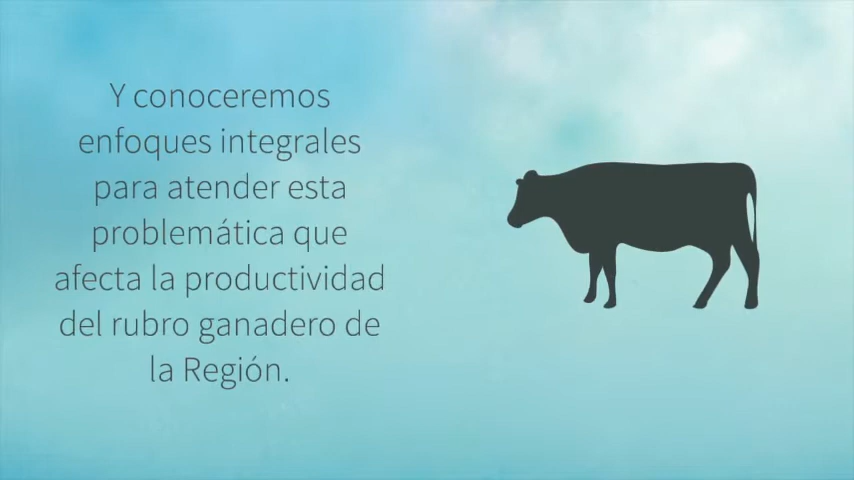 Y conoceremos
enfoques integrales
para atender esta
problemática que
afecta la productividad
del rubro ganadero de
la Región.